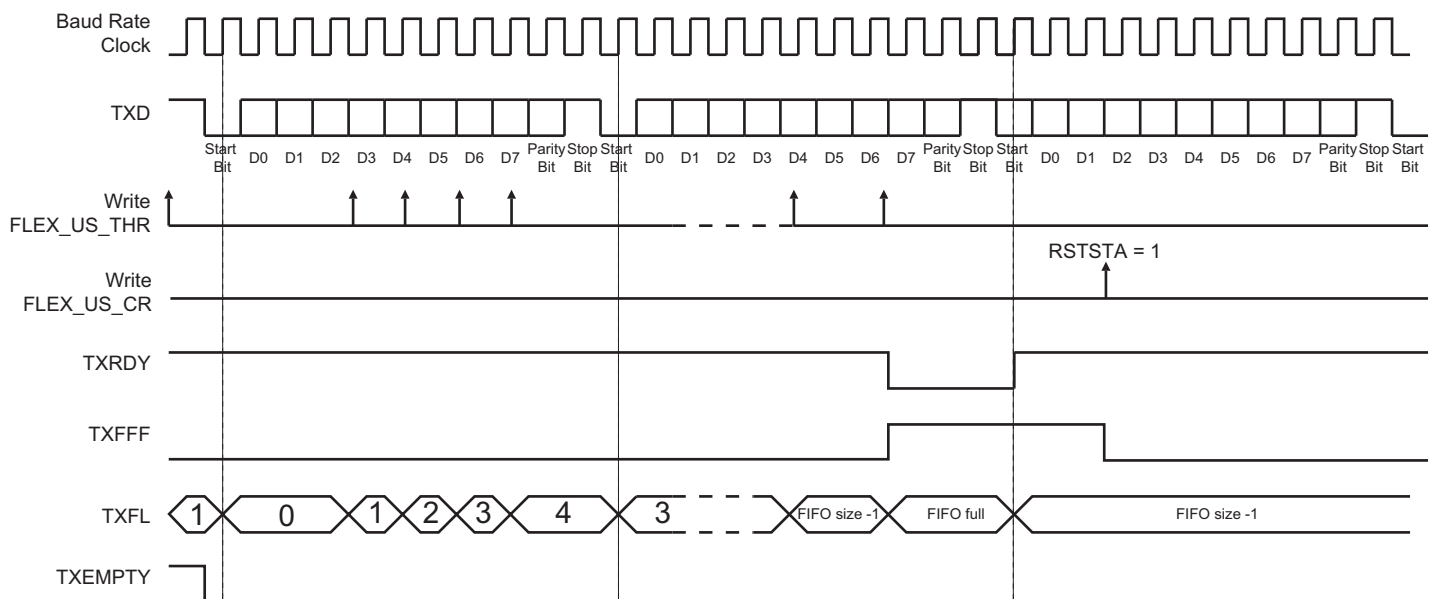 Baud Rate
Clock
TXD
Start
Bit
D0
D1
D2
D3
D4
D5
D6
D7
Parity
Bit
Stop
Bit
Start
Bit
D0
D1
D2
D3
D4
D5
D6
D7
Parity
Bit
Stop
Bit
Start
Bit
D0
D1
D2
D3
D4
D5
D6
D7
Parity
Bit
Stop
Bit
Start
Bit
Write
FLEX_US_THR
RSTSTA = 1
Write
FLEX_US_CR
TXRDY
TXFFF
TXFL
1
0
1
2
3
4
3
FIFO size -1
FIFO full
FIFO size -1
TXEMPTY